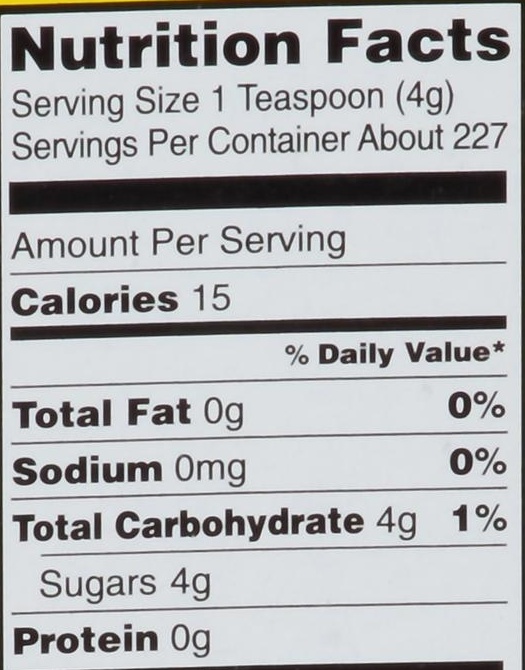 Nutrition Facts
Serving Size 1 Teaspoon (4g)
Servings Per Container About 227
Amount Per Serving
Calories 15
% Daily Value*
Total Fat 0g 0%
Sodium 0mg 0%
Total Carbohydrate 4g 1%
Sugars 4g
Protein 0g